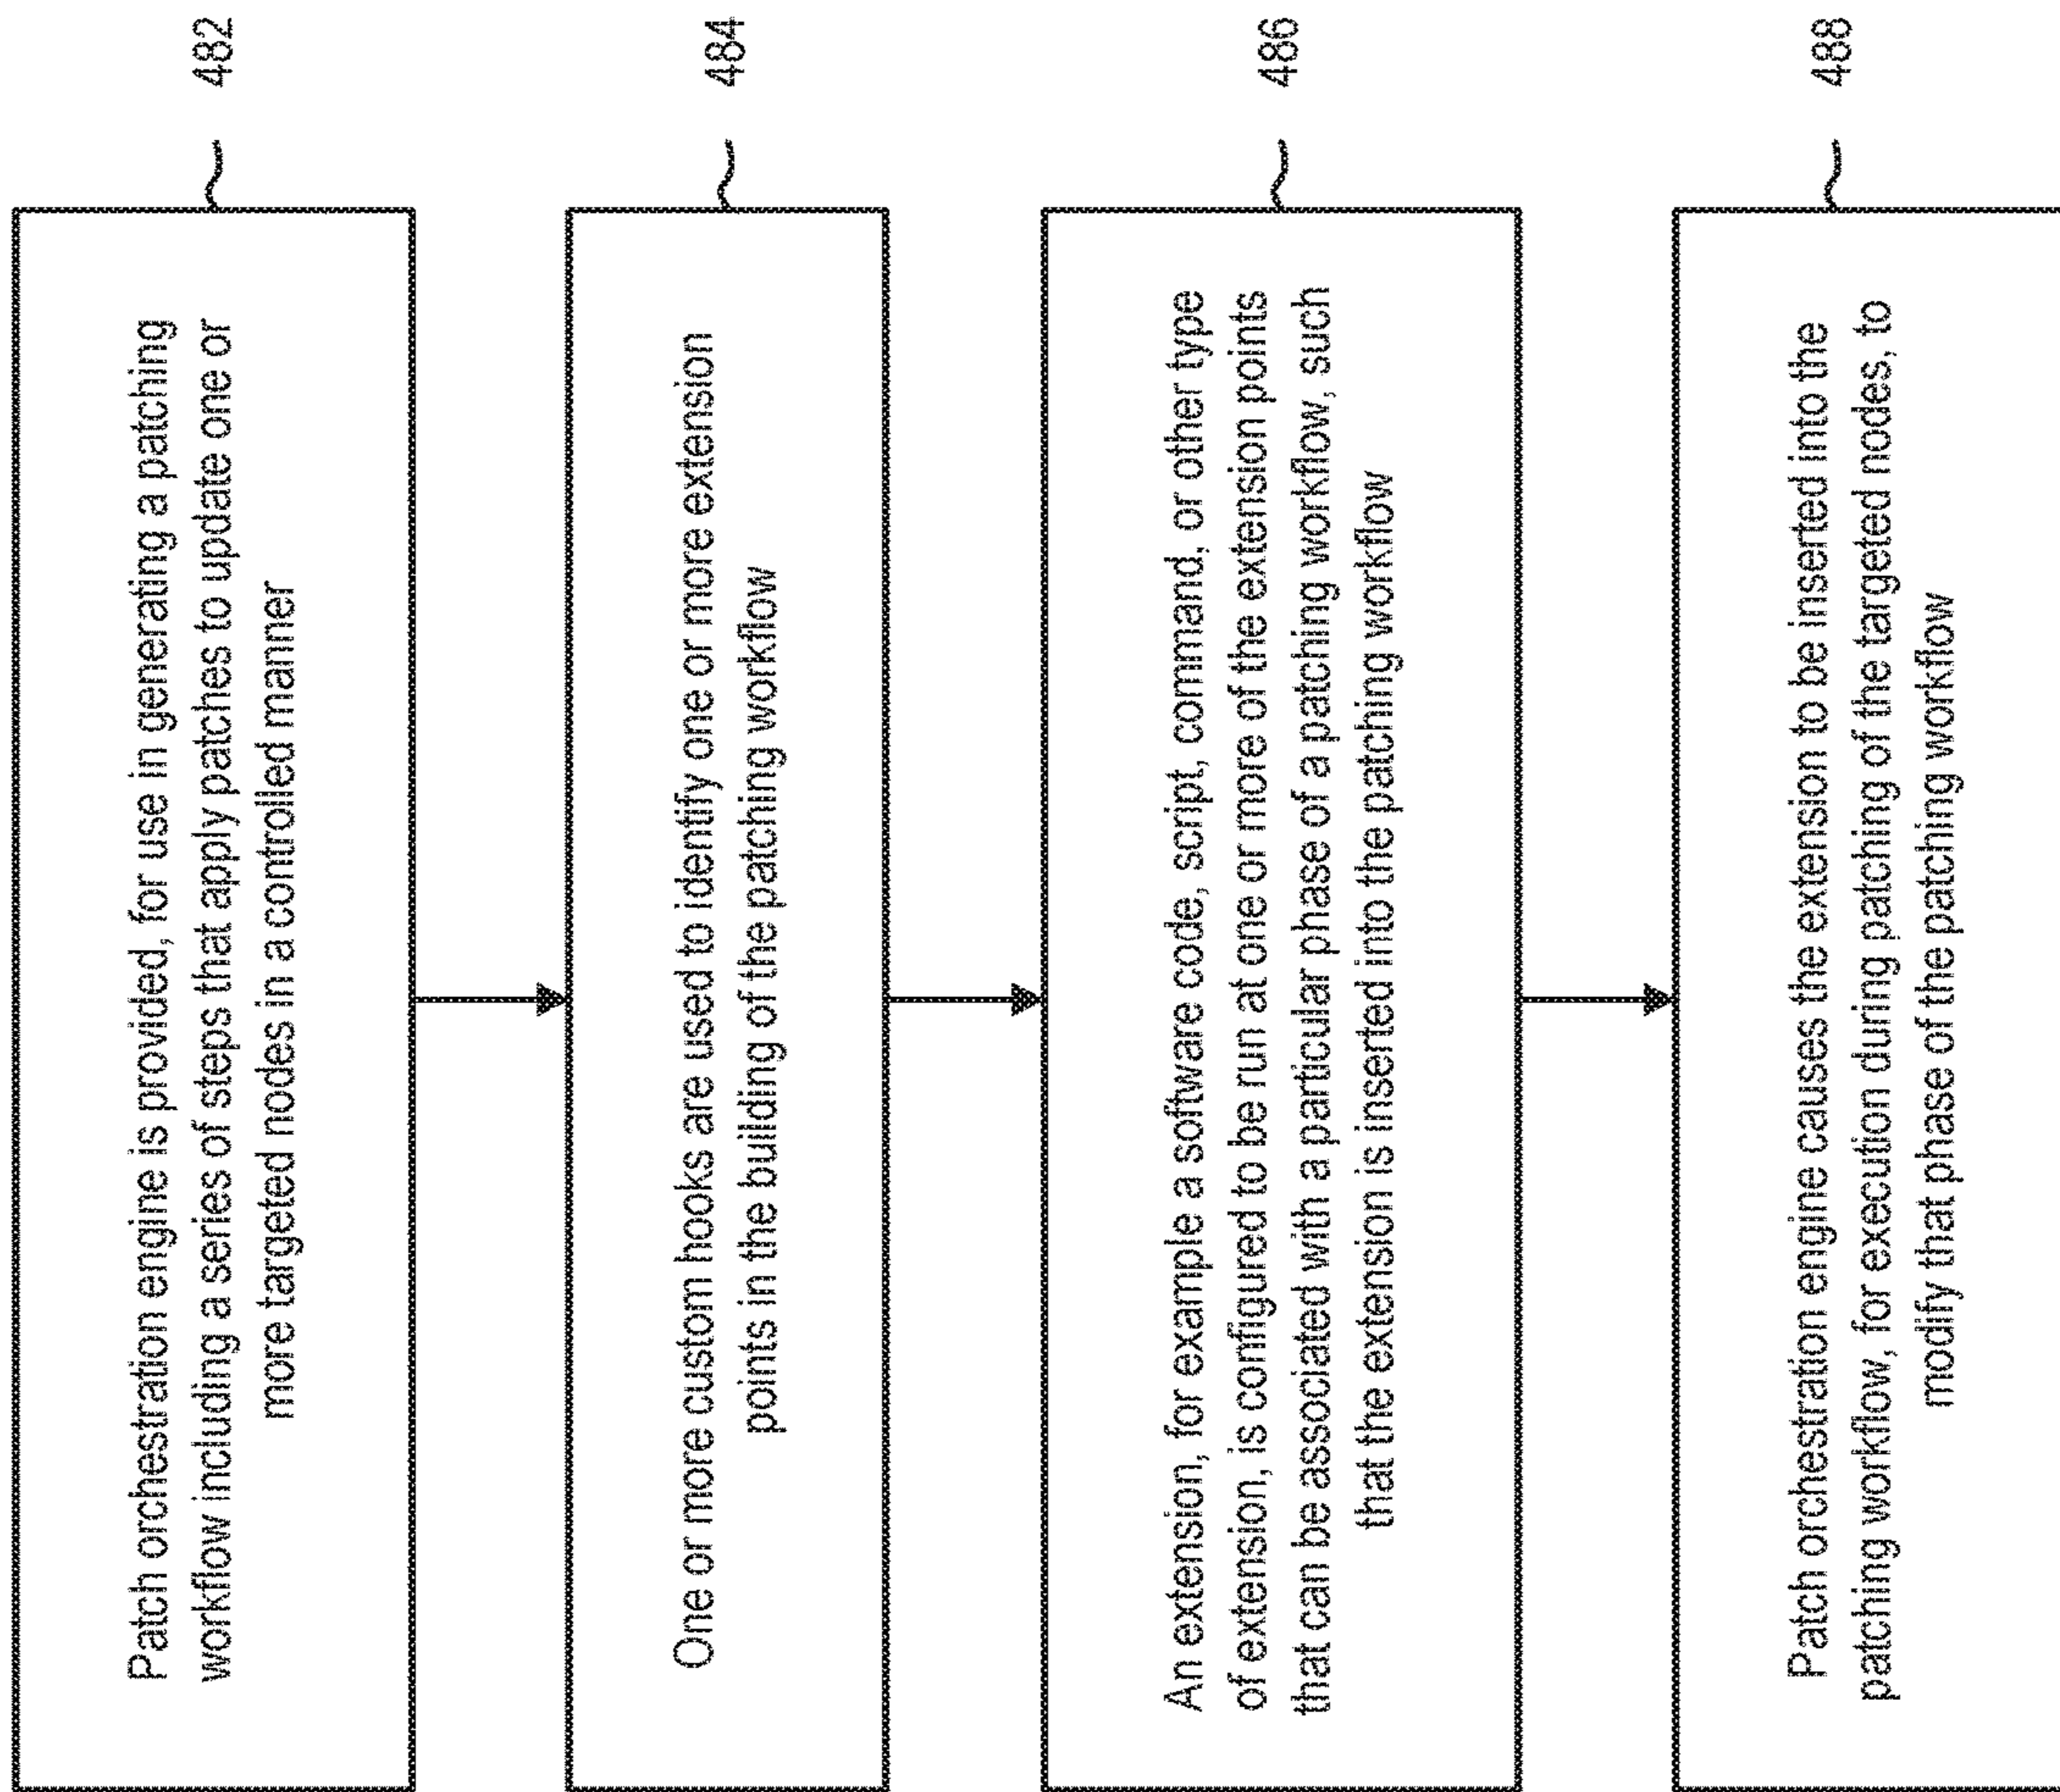 Patch orchestration engine is provided, for use in generating a patching
workflow including a series of steps that apply patches to update one or
more targeted nodes in a controlled manner
482
One or more custom hooks are used to identify one or more extension
points in the building of the patching workflow
484
An extension, for example a software code, script, command, or other type
of extension, is configured to be run at one or more of the extension points
that can be associated with a particular phase of a patching workflow, such
that the extension is inserted into the patching workflow
486
Patch orchestration engine causes the extension to be inserted into the
patching workflow, for execution during patching of the targeted nodes, to
modify that phase of the patching workflow
488